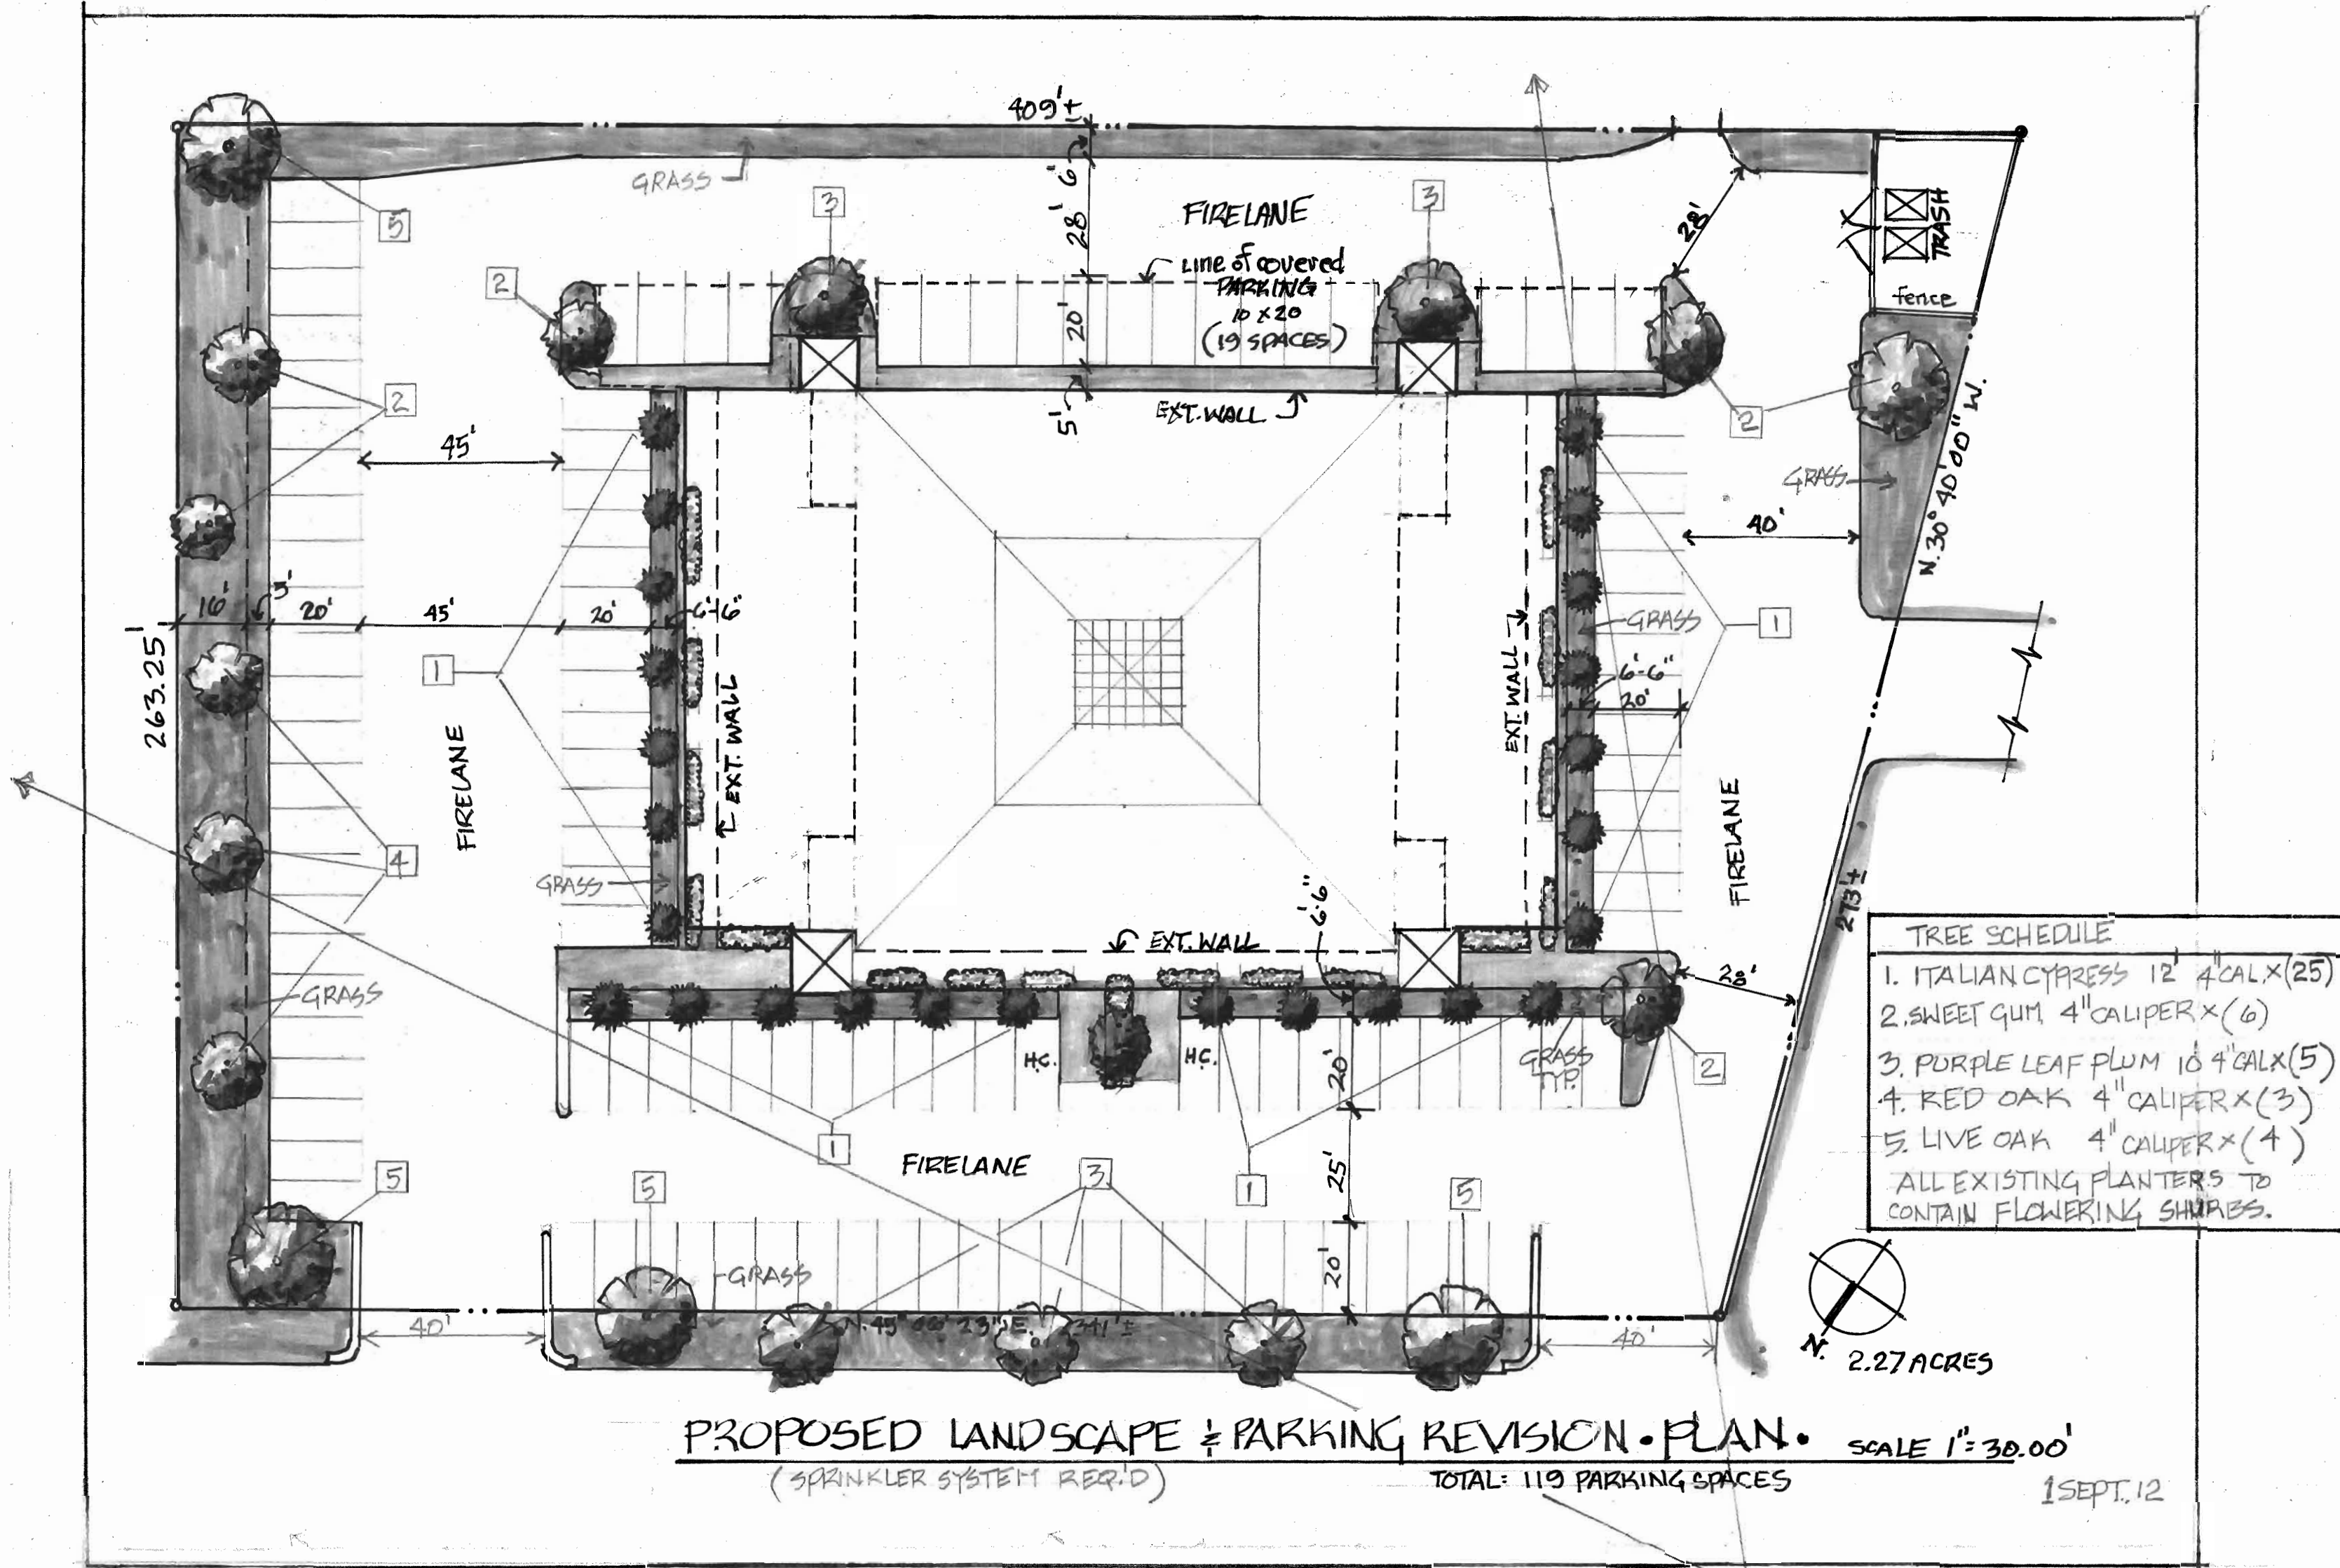 409'±
6'
GRASS
28'
FIRELANE
3
3
5
2
Line of covered
PARKING
10 x 20
(19 SPACES)
20'
28'
TRASH
fence
5'
EXT. WALL
2
2
45'
GRASS
40'
N. 30° 40' 00" W.
16'
5'
20'
45'
20'
6'-6"
263.25'
1
EXT. WALL
FIRELANE
GRASS
1
6'-6"
20'
EXT. WALL
FIRELANE
4
GRASS
GRASS
6'-6"
EXT. WALL
273'±
28'
H.C.
H.C.
20'
GRASS
TYP.
2
1
FIRELANE
3
1
25'
5
5
5
20'
GRASS
341'±
40'
40'
TREE SCHEDULE
1. ITALIAN CYPRESS 12' 4"CAL.X(25)
2. SWEET GUM 4"CALIPER X(6)
3. PURPLE LEAF PLUM 10' 4"CALX(5)
4. RED OAK 4"CALIPER X(3)
5. LIVE OAK 4"CALIPER X(4)
ALL EXISTING PLANTERS TO
CONTAIN FLOWERING SHURBS.
N.
2.27 ACRES
PROPOSED LANDSCAPE & PARKING REVISION • PLAN •
SCALE 1"=30.00'
(SPRINKLER SYSTEM REQ.'D)
TOTAL: 119 PARKING SPACES
1 SEPT. 12